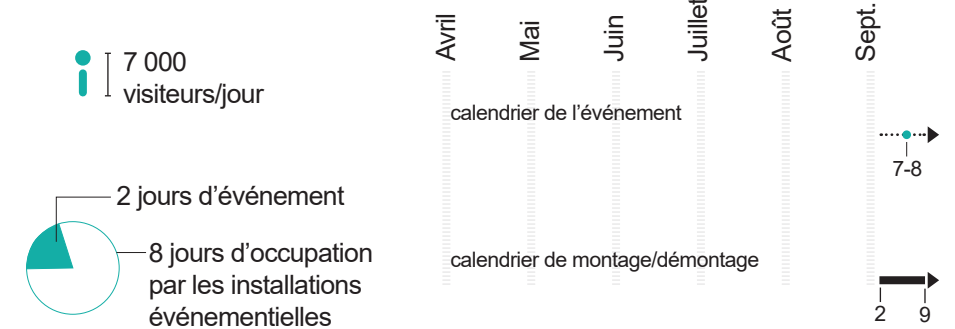 7 000
visiteurs/jour
2 jours d’événement
8 jours d’occupation
par les installations
événementielles
Avril
Mai
Juin
Juillet
Août
Sept.
calendrier de l’événement
7-8
calendrier de montage/démontage
2
9